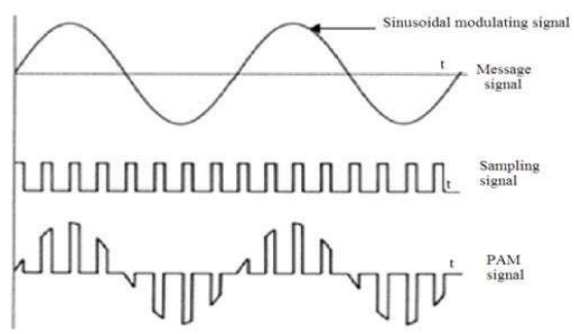 Sinusoidal modulating signal
t
Message
signal
Sampling
signal
t
t
PAM
signal